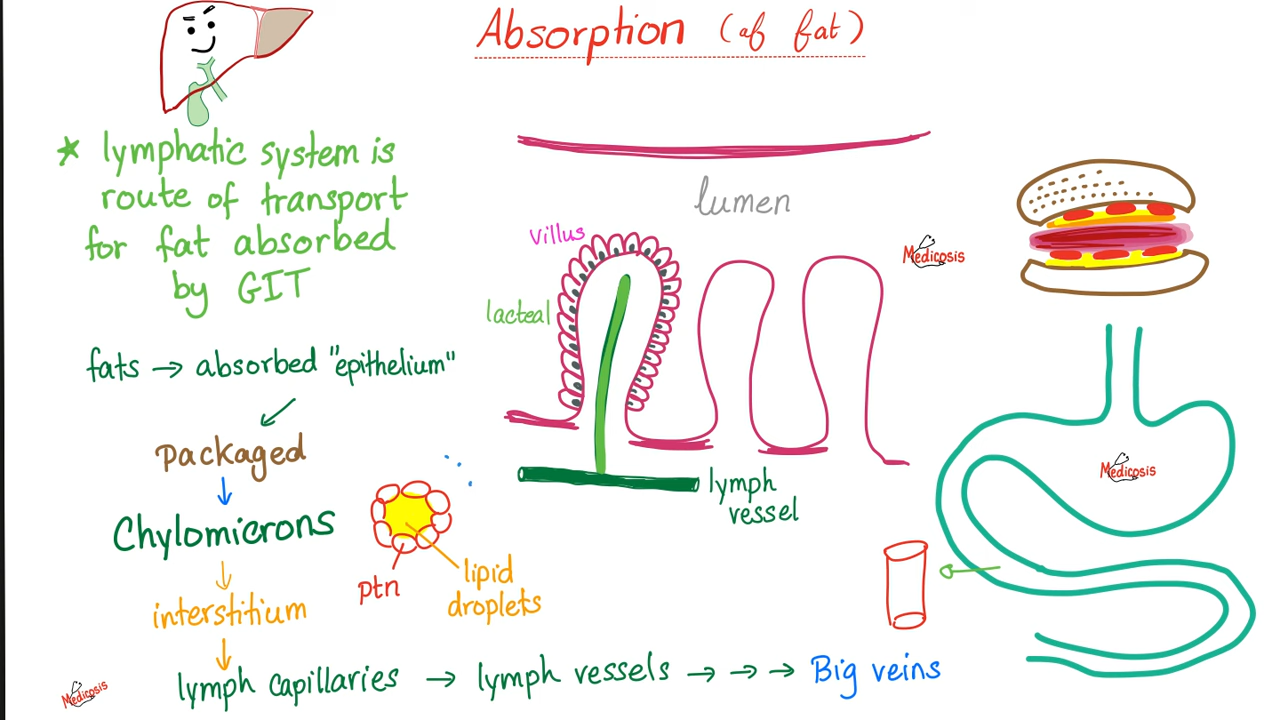 Absorption (of fat)
* lymphatic system is
route of transport
for fat absorbed
by GIT
fats → absorbed "epithelium"
packaged
Chylomicrons
interstitium
lymph capillaries → lymph vessels → → → Big veins
ptn
lipid
droplets
lumen
villus
lacteal
lymph
vessel
Medicosis
Medicosis
Medicosis